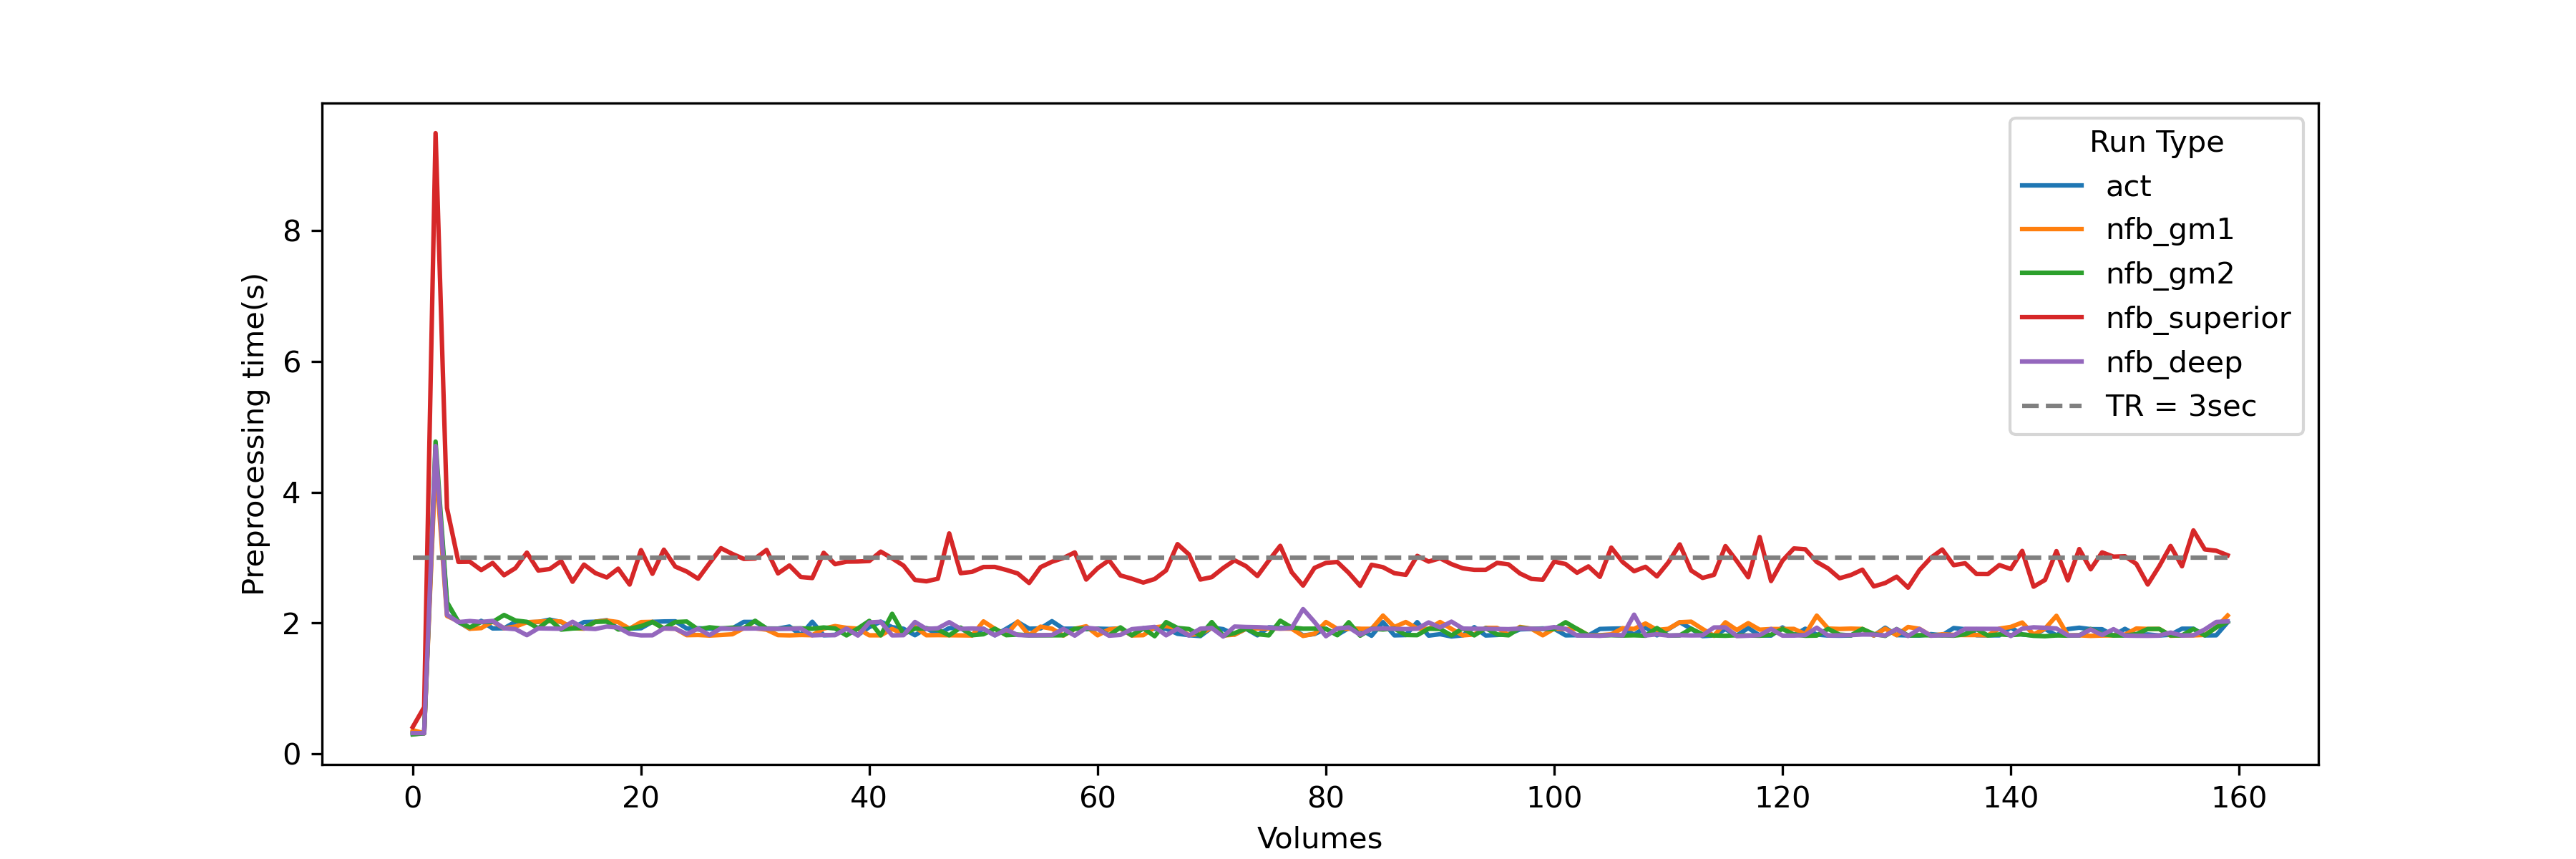 Run Type
act
nfb_gm1
nfb_gm2
nfb_superior
nfb_deep
TR = 3sec
Preprocessing time(s)
8
6
4
2
0
0 20 40 60 80 100 120 140 160
Volumes